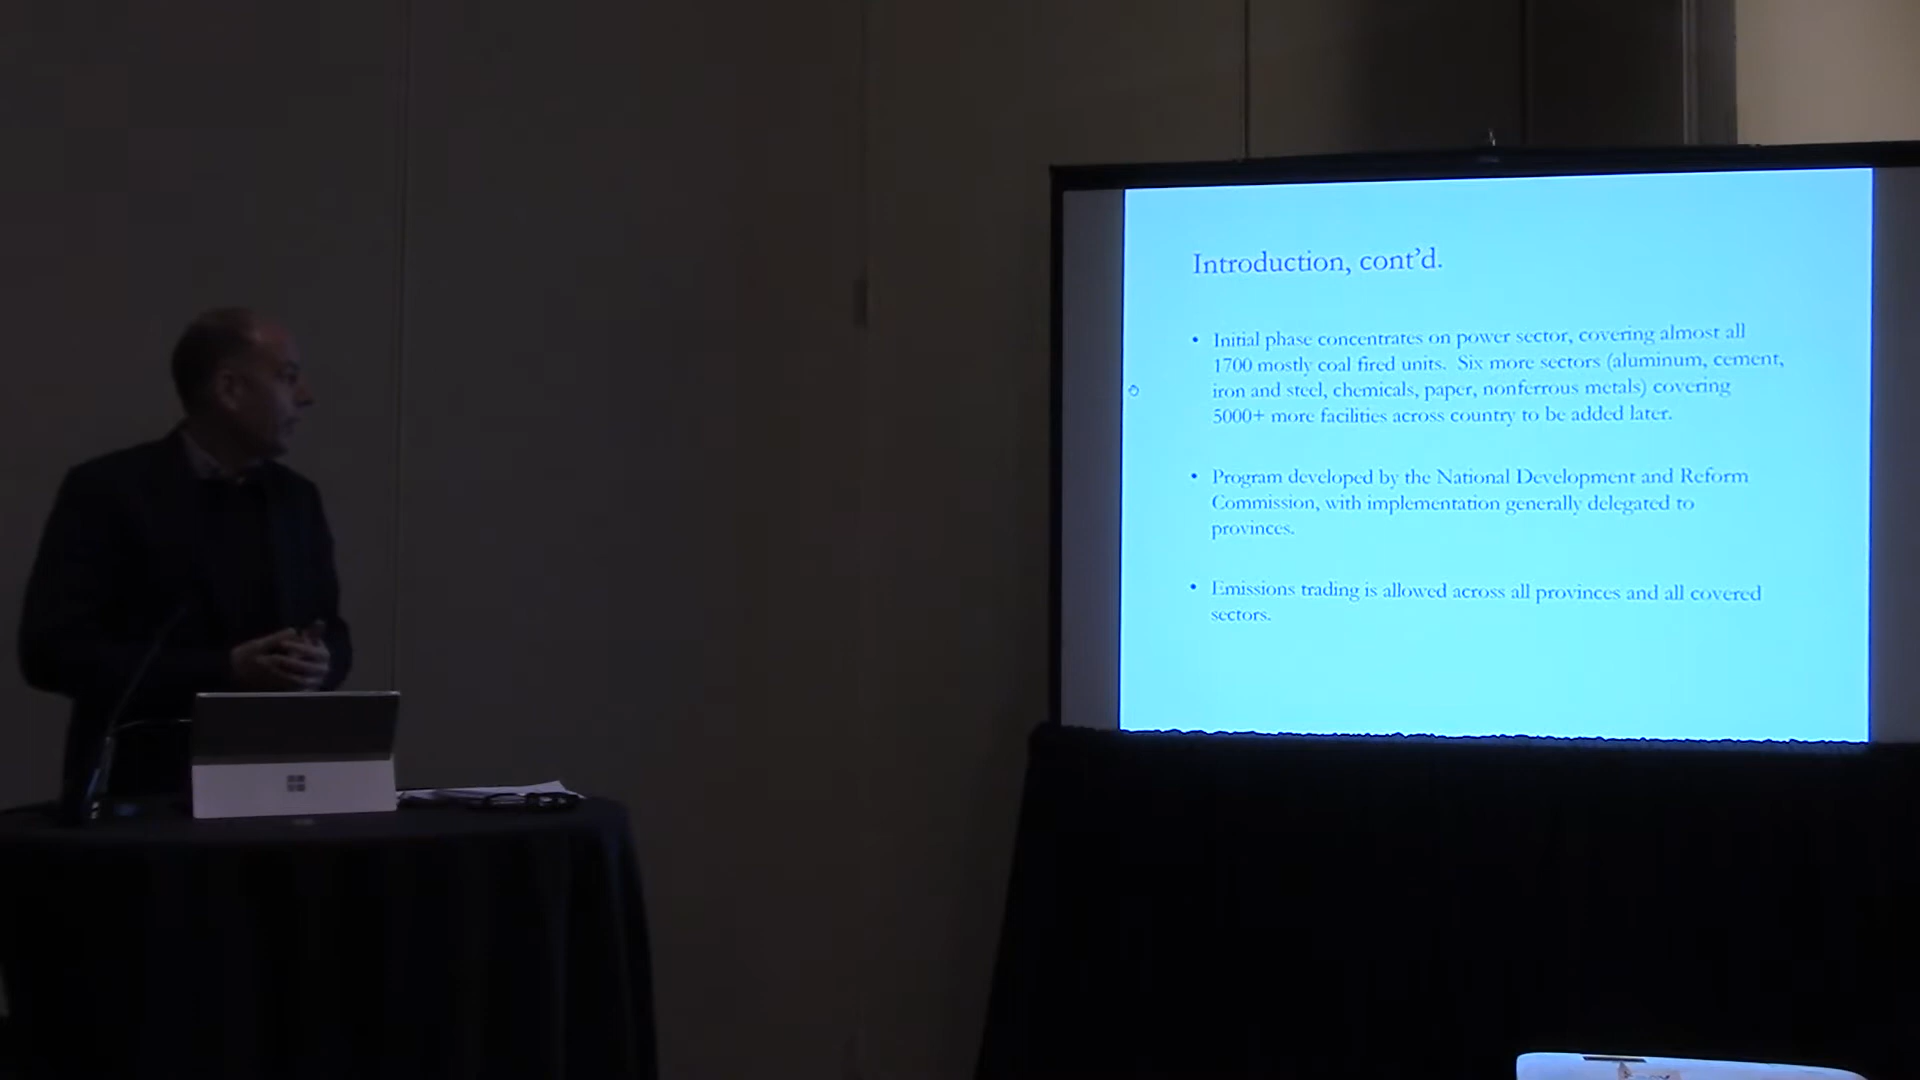 Introduction, cont'd.
• Initial phase concentrates on power sector, covering almost all
1700 mostly coal fired units. Six more sectors (aluminum, cement,
iron and steel, chemicals, paper, nonferrous metals) covering
5000+ more facilities across country to be added later.
• Program developed by the National Development and Reform
Commission, with implementation generally delegated to
provinces.
• Emissions trading is allowed across all provinces and all covered
sectors.